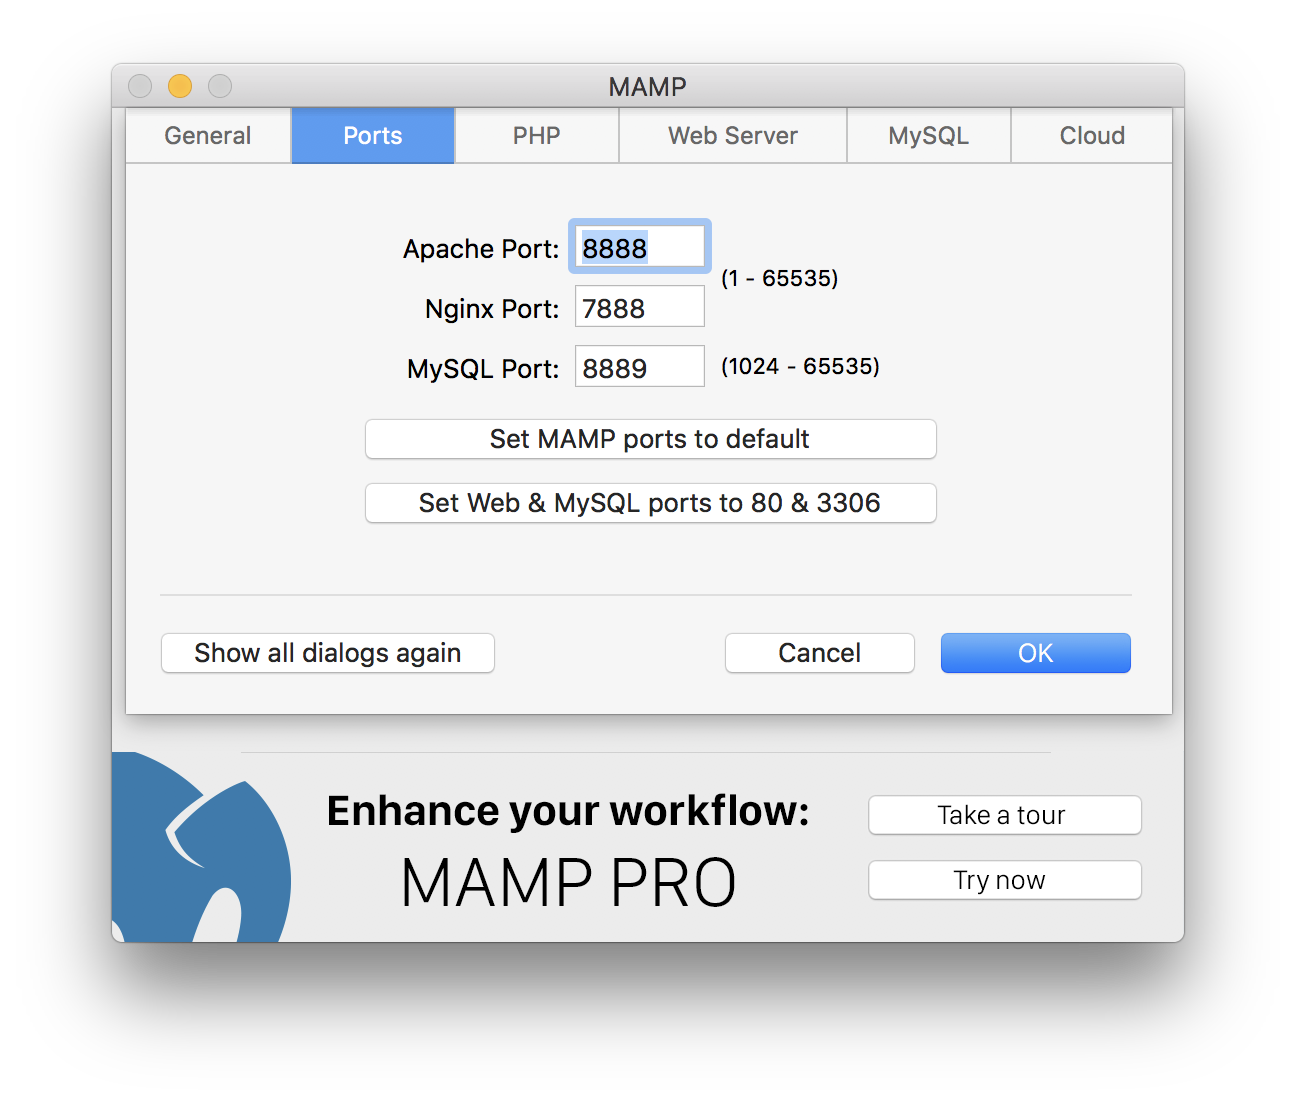 MAMP
General Ports PHP Web Server MySQL Cloud
Apache Port: 8888
(1 - 65535)
Nginx Port: 7888
MySQL Port: 8889 (1024 - 65535)
Set MAMP ports to default
Set Web & MySQL ports to 80 & 3306
Show all dialogs again Cancel OK
Enhance your workflow: Take a tour
MAMP PRO Try now